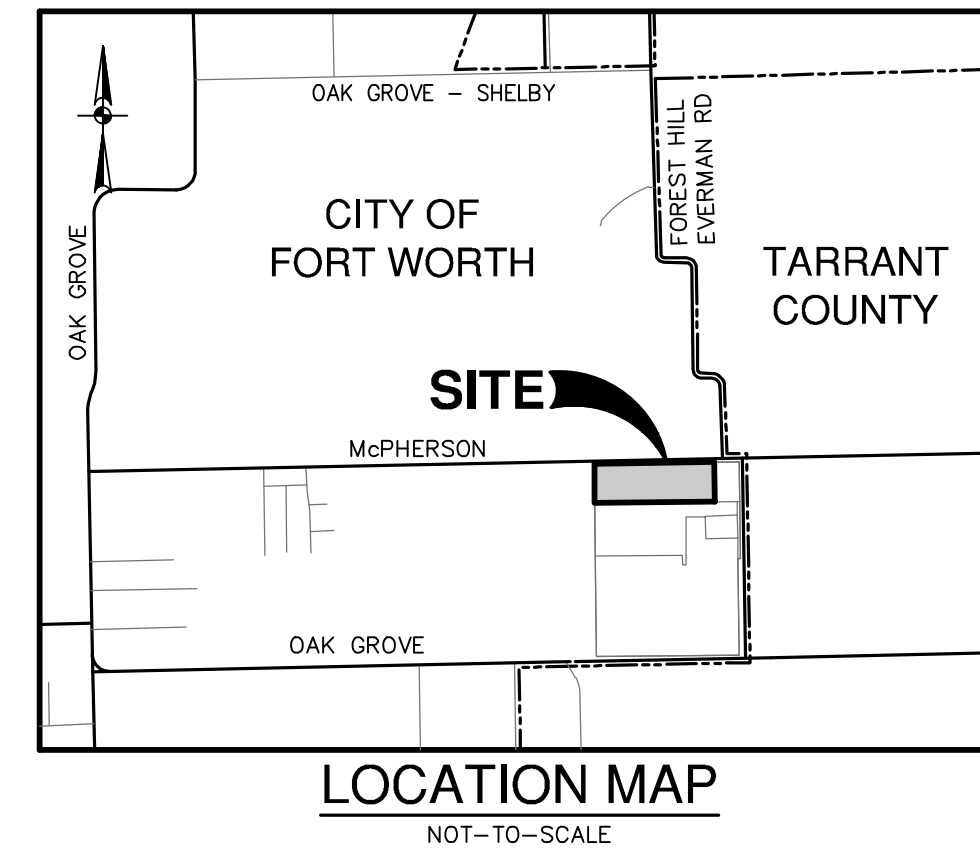 OAK GROVE - SHELBY
FOREST HILL
EVERMAN RD
CITY OF
FORT WORTH
OAK GROVE
TARRANT
COUNTY
SITE
McPHERSON
OAK GROVE
LOCATION MAP
NOT-TO-SCALE